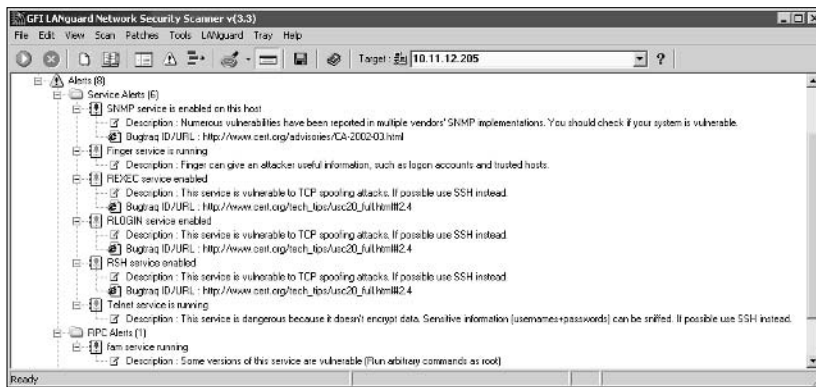 GFI LANguard Network Security Scanner v(3.3)
File Edit View Scan Patches Tools LANguard Tray Help
Target : 10.11.12.205 ?
Alerts (8)
Service Alerts (6)
SNMP service is enabled on this host
Description : Numerous vulnerabilities have been reported in multiple vendors' SNMP implementations. You should check if your system is vulnerable.
Bugtraq ID/URL : http://www.cert.org/advisories/CA-2002-03.html
Finger service is running
Description : Finger can give an attacker useful information, such as logon accounts and trusted hosts.
REXEC service enabled
Description : This service is vulnerable to TCP spoofing attacks. If possible use SSH instead.
Bugtraq ID/URL : http://www.cert.org/tech_tips/usc20_full.html#2.4
RLOGIN service enabled
Description : This service is vulnerable to TCP spoofing attacks. If possible use SSH instead.
Bugtraq ID/URL : http://www.cert.org/tech_tips/usc20_full.html#2.4
RSH service enabled
Description : This service is vulnerable to TCP spoofing attacks. If possible use SSH instead.
Bugtraq ID/URL : http://www.cert.org/tech_tips/usc20_full.html#2.4
Telnet service is running
Description : This service is dangerous because it doesn't encrypt data. Sensitive information (usernames+passwords) can be sniffed. If possible use SSH instead.
RPC Alerts (1)
fam service running
Description : Some versions of this service are vulnerable (Run arbitrary commands as root)
Ready